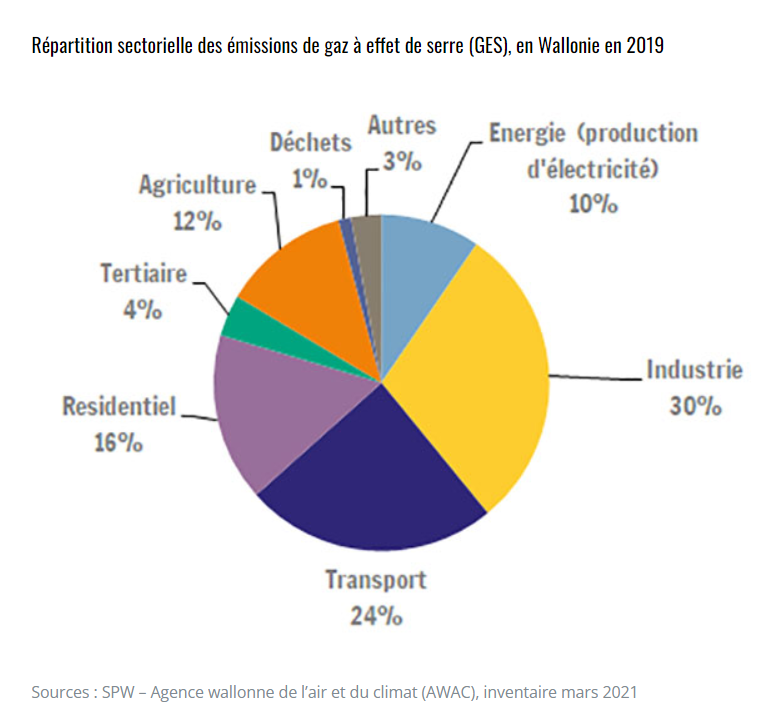 Répartition sectorielle des émissions de gaz à effet de serre (GES), en Wallonie en 2019
Autres
3%
Déchets
1%
Energie (production
d'électricité)
10%
Agriculture
12%
Tertiaire
4%
Industrie
30%
Residentiel
16%
Transport
24%
Sources : SPW – Agence wallonne de l'air et du climat (AWAC), inventaire mars 2021